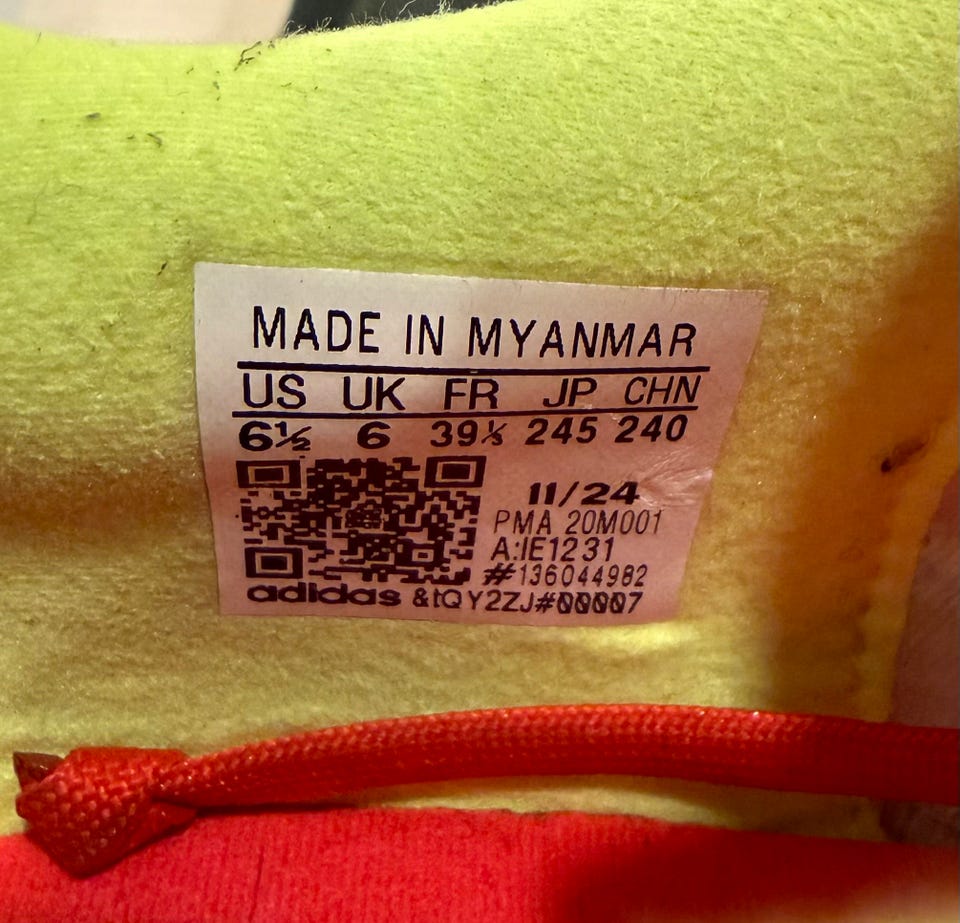 MADE IN MYANMAR
US UK FR JP CHN
6½ 6 39⅓ 245 240
11/24
PMA 20M001
A:IE1231
#136044982
adidas &tQY2ZJ#00007